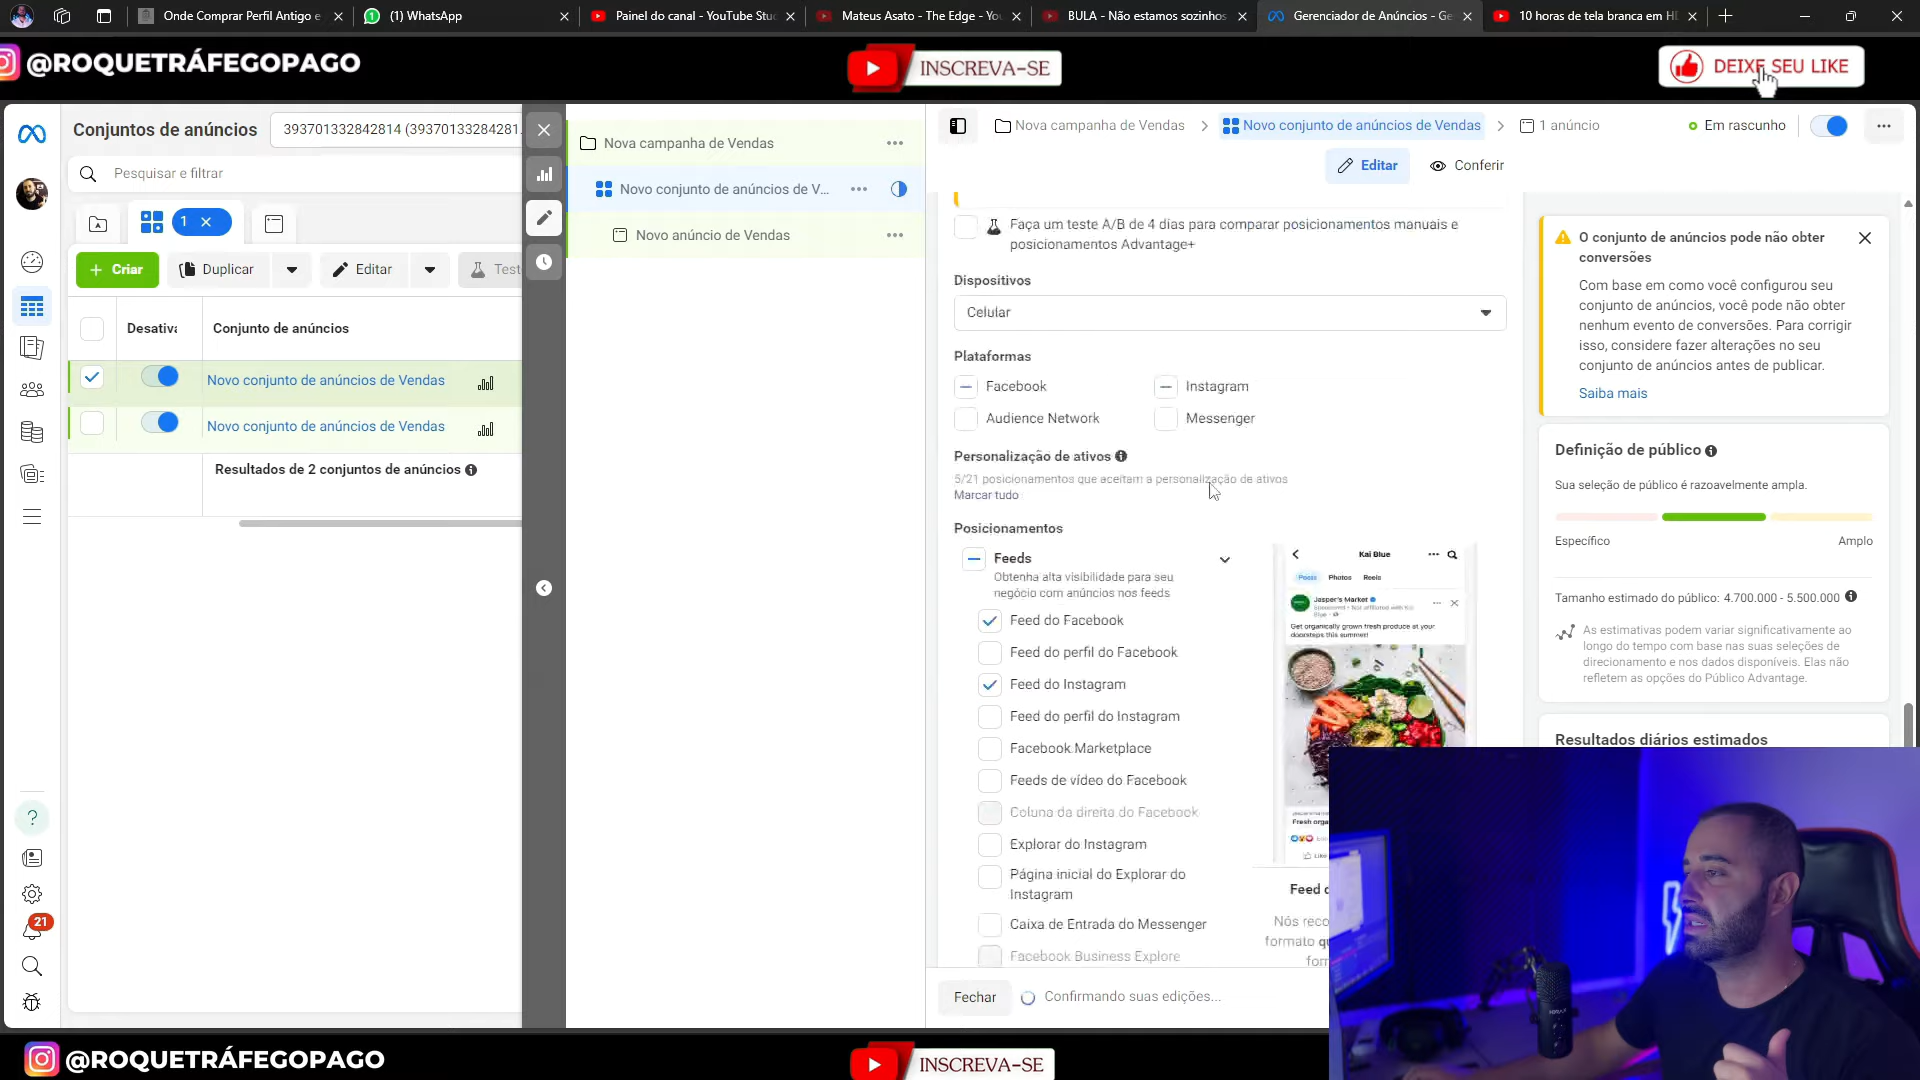 Onde Comprar Perfil Antigo e
(1) WhatsApp
Painel do canal - YouTube Stu
Mateus Asato - The Edge - You
BULA - Não estamos sozinhos
Gerenciador de Anúncios - Ge
10 horas de tela branca em H
@ROQUETRÁFEGOPAGO
INSCREVA-SE
DEIXE SEU LIKE
Conjuntos de anúncios
393701332842814 (39370133284281...
Pesquisar e filtrar
1
Criar
Duplicar
Editar
Test
Desativa
Conjunto de anúncios
Novo conjunto de anúncios de Vendas
Novo conjunto de anúncios de Vendas
Resultados de 2 conjuntos de anúncios
21
Nova campanha de Vendas
Novo conjunto de anúncios de V...
Novo anúncio de Vendas
Nova campanha de Vendas
Novo conjunto de anúncios de Vendas
1 anúncio
Em rascunho
Editar
Conferir
Faça um teste A/B de 4 dias para comparar posicionamentos manuais e
posicionamentos Advantage+
Dispositivos
Celular
Plataformas
Facebook
Instagram
Audience Network
Messenger
Personalização de ativos
5/21 posicionamentos que aceitam a personalização de ativos
Marcar tudo
Posicionamentos
Feeds
Obtenha alta visibilidade para seu
negócio com anúncios nos feeds
Feed do Facebook
Feed do perfil do Facebook
Feed do Instagram
Feed do perfil do Instagram
Facebook Marketplace
Feeds de vídeo do Facebook
Coluna da direita do Facebook
Explorar do Instagram
Página inicial do Explorar do
Instagram
Caixa de Entrada do Messenger
Facebook Business Explore
Kai Blue
Posts
Photos
Reels
Jasper's Market
Get organically grown fresh produce at your
doorsteps this summer!
Fresh orga
Like
Feed d
Nós reco
formato qu
form
Fechar
Confirmando suas edições...
O conjunto de anúncios pode não obter
conversões
Com base em como você configurou seu
conjunto de anúncios, você pode não obter
nenhum evento de conversões. Para corrigir
isso, considere fazer alterações no seu
conjunto de anúncios antes de publicar.
Saiba mais
Definição de público
Sua seleção de público é razoavelmente ampla.
Específico
Amplo
Tamanho estimado do público: 4.700.000 - 5.500.000
As estimativas podem variar significativamente ao
longo do tempo com base nas suas seleções de
direcionamento e nos dados disponíveis. Elas não
refletem as opções do Público Advantage.
Resultados diários estimados
@ROQUETRÁFEGOPAGO
INSCREVA-SE